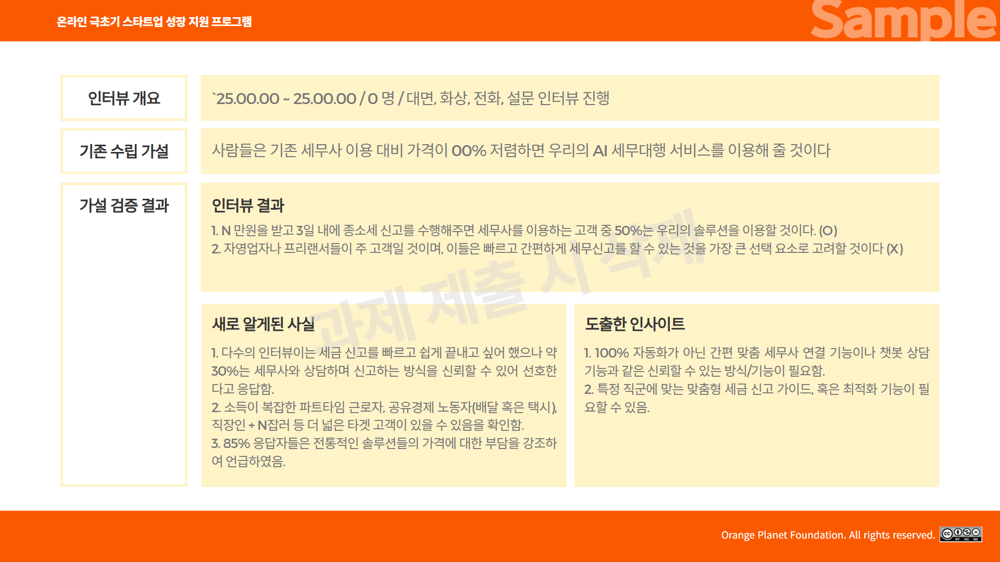 온라인 극초기 스타트업 성장 지원 프로그램
Sample
인터뷰 개요
`25.00.00 ~ 25.00.00 / 0 명 / 대면, 화상, 전화, 설문 인터뷰 진행
기존 수립 가설
사람들은 기존 세무사 이용 대비 가격이 00% 저렴하면 우리의 AI 세무대행 서비스를 이용해 줄 것이다
가설 검증 결과
인터뷰 결과
1. N 만원을 받고 3일 내에 종소세 신고를 수행해주면 세무사를 이용하는 고객 중 50%는 우리의 솔루션을 이용할 것이다. (O)
2. 자영업자나 프리랜서들이 주 고객일 것이며, 이들은 빠르고 간편하게 세무신고를 할 수 있는 것을 가장 큰 선택 요소로 고려할 것이다 (X)
과제 제출 시 삭제
새로 알게된 사실
1. 다수의 인터뷰이는 세금 신고를 빠르고 쉽게 끝내고 싶어 했으나 약
30%는 세무사와 상담하며 신고하는 방식을 신뢰할 수 있어 선호한
다고 응답함.
2. 소득이 복잡한 파트타임 근로자, 공유경제 노동자(배달 혹은 택시),
직장인 + N잡러 등 더 넓은 타겟 고객이 있을 수 있음을 확인함.
3. 85% 응답자들은 전통적인 솔루션들의 가격에 대한 부담을 강조하
여 언급하였음.
도출한 인사이트
1. 100% 자동화가 아닌 간편 맞춤 세무사 연결 기능이나 챗봇 상담
기능과 같은 신뢰할 수 있는 방식/기능이 필요함.
2. 특정 직군에 맞는 맞춤형 세금 신고 가이드, 혹은 최적화 기능이 필
요할 수 있음.
Orange Planet Foundation. All rights reserved.
cc
BY NC ND